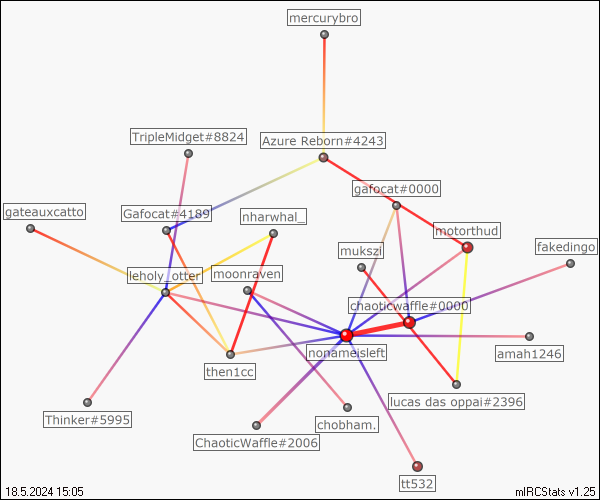 mercurybro
TripleMidget#8824
Azure Reborn#4243
gafocat#0000
gateauxcatto
Gafocat#4189
nharwhal_
motorthud
mukszi
fakedingo
leholy_otter
moonraven
chaoticwaffle#0000
nonameisleft
amah1246
then1cc
lucas das oppai#2396
Thinker#5995
chobham.
ChaoticWaffle#2006
tt532
18.5.2024 15:05
mIRCStats v1.25